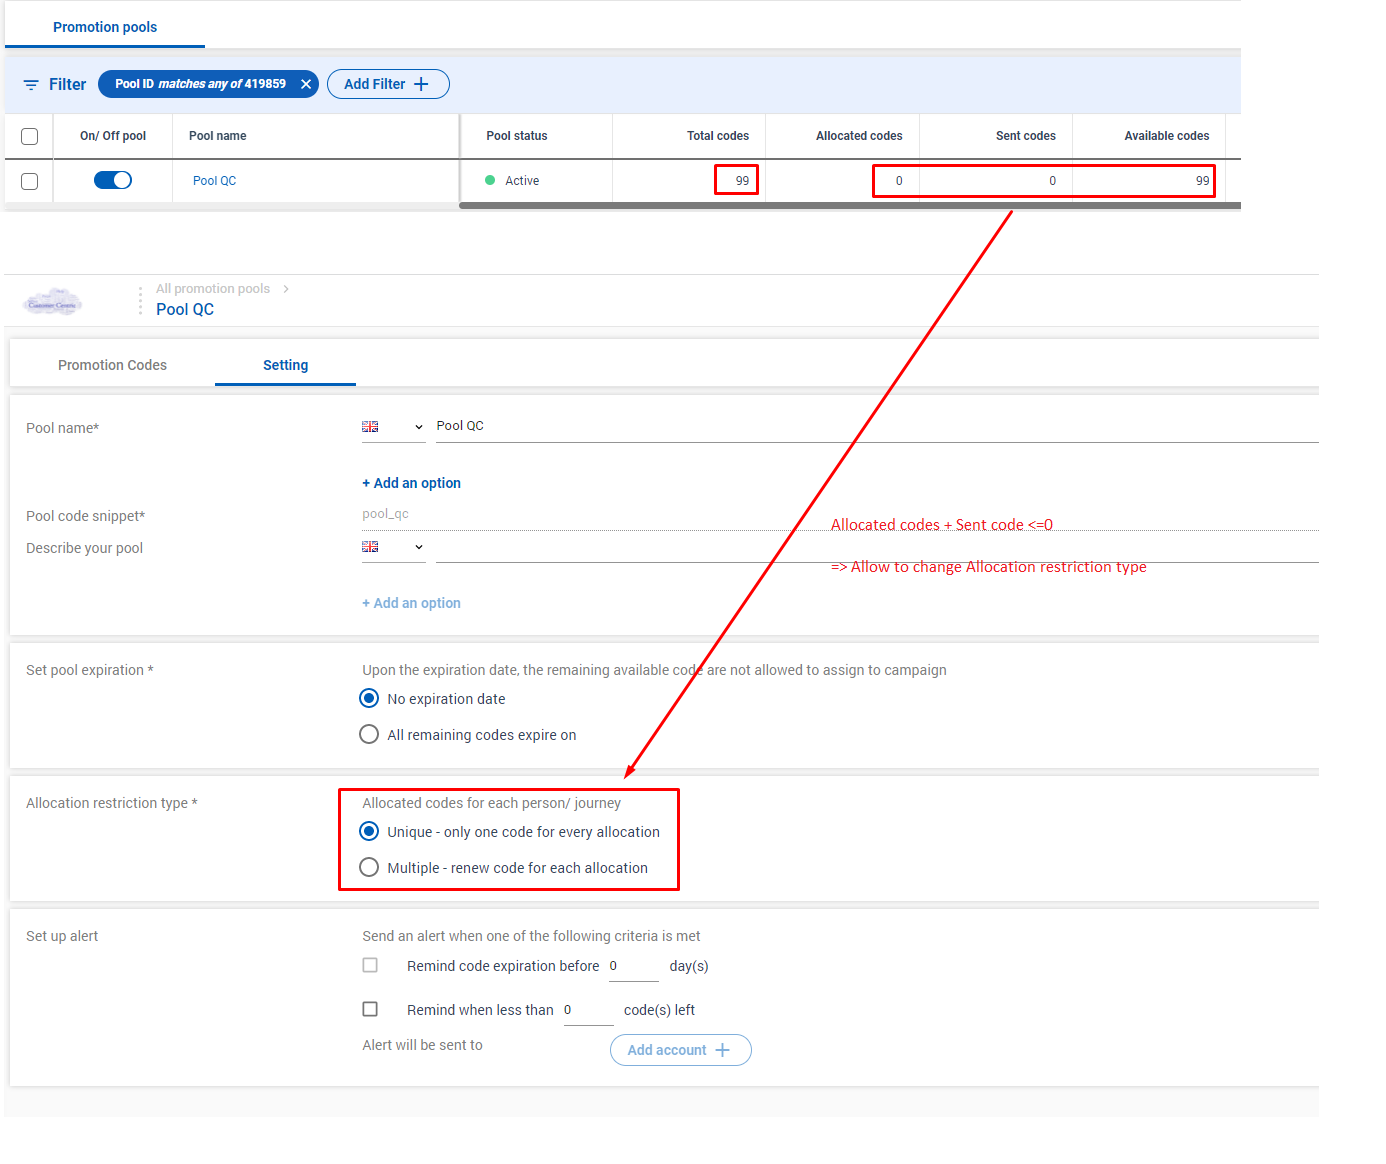 Promotion pools
Filter Pool ID matches any of 419859 Add Filter
On/ Off pool Pool name Pool status Total codes Allocated codes Sent codes Available codes
Pool QC Active 99 0 0 99
All promotion pools
Pool QC
Promotion Codes Setting
Pool name* Pool QC
+ Add an option
Pool code snippet* pool_qc
Allocated codes + Sent code <=0
Describe your pool
=> Allow to change Allocation restriction type
+ Add an option
Set pool expiration * Upon the expiration date, the remaining available code are not allowed to assign to campaign
No expiration date
All remaining codes expire on
Allocation restriction type * Allocated codes for each person/ journey
Unique - only one code for every allocation
Multiple - renew code for each allocation
Set up alert Send an alert when one of the following criteria is met
Remind code expiration before 0 day(s)
Remind when less than 0 code(s) left
Alert will be sent to Add account